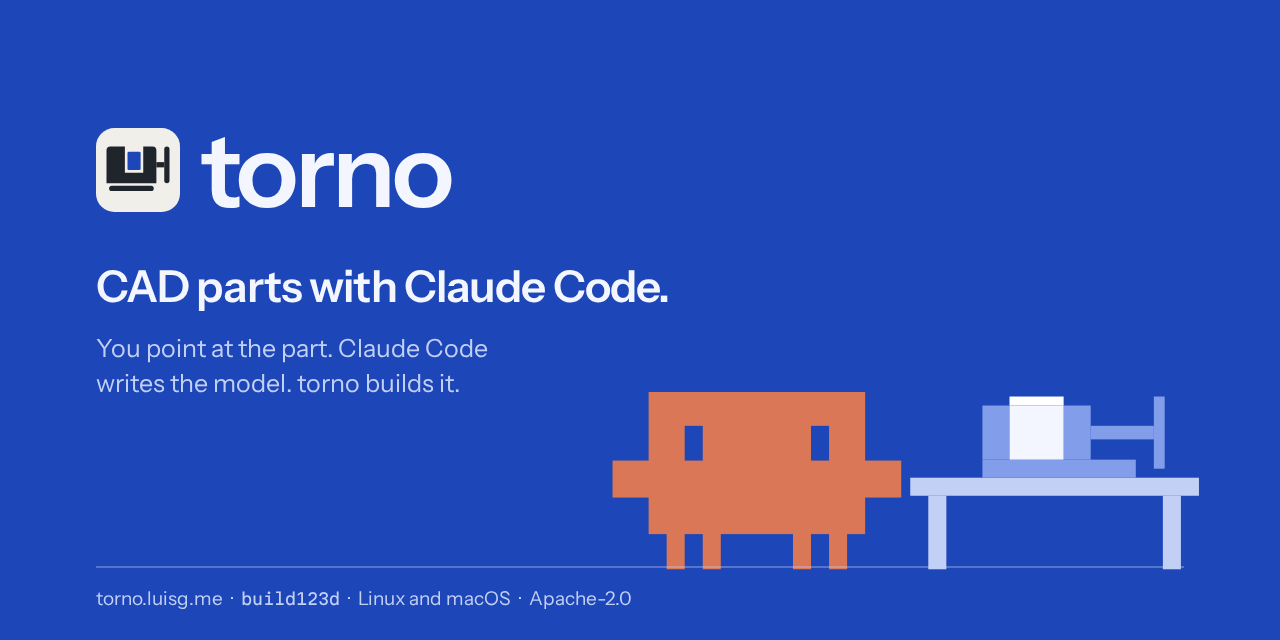 torno
CAD parts with Claude Code.
You point at the part. Claude Code
writes the model. torno builds it.
torno.luisg.me · build123d · Linux and macOS · Apache-2.0